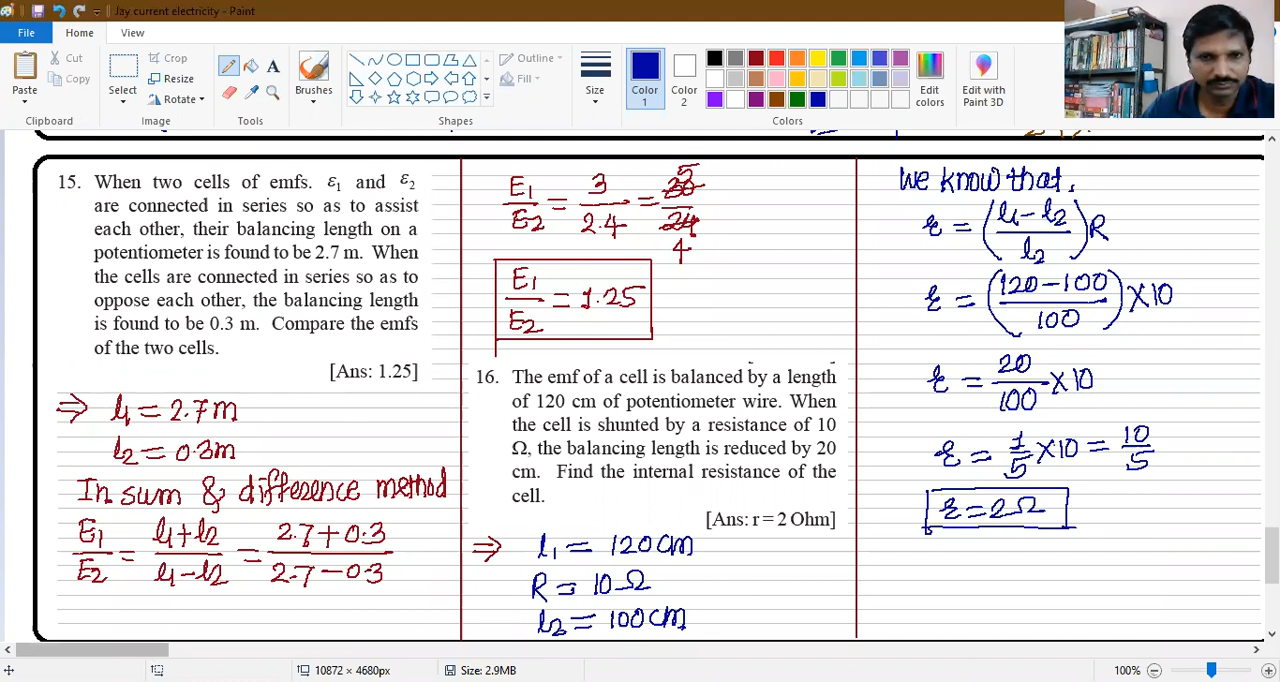 Jay current electricity - Paint
File
Home
View
Paste
Cut
Copy
Clipboard
Select
Crop
Resize
Rotate
Image
Tools
Brushes
Outline
Fill
Shapes
Size
Color 1
Color 2
Edit colors
Edit with Paint 3D
Colors
15. When two cells of emfs. ε₁ and ε₂
are connected in series so as to assist
each other, their balancing length on a
potentiometer is found to be 2.7 m. When
the cells are connected in series so as to
oppose each other, the balancing length
is found to be 0.3 m. Compare the emfs
of the two cells.
[Ans: 1.25]
⇒ l₁ = 2.7m
l₂ = 0.3m
In sum & difference method
E₁/E₂ = (l₁+l₂)/(l₁-l₂) = (2.7+0.3)/(2.7-0.3)
E₁/E₂ = 3/2.4 = 30/24
5
4
E₁/E₂ = 1.25
16. The emf of a cell is balanced by a length
of 120 cm of potentiometer wire. When
the cell is shunted by a resistance of 10
Ω, the balancing length is reduced by 20
cm. Find the internal resistance of the
cell.
[Ans: r = 2 Ohm]
⇒ l₁ = 120cm
R = 10Ω
l₂ = 100cm
We know that,
r = ((l₁-l₂)/l₂)R
r = ((120-100)/100)×10
r = 20/100 ×10
r = 1/5 ×10 = 10/5
r = 2Ω
10872 × 4680px
Size: 2.9MB
100%